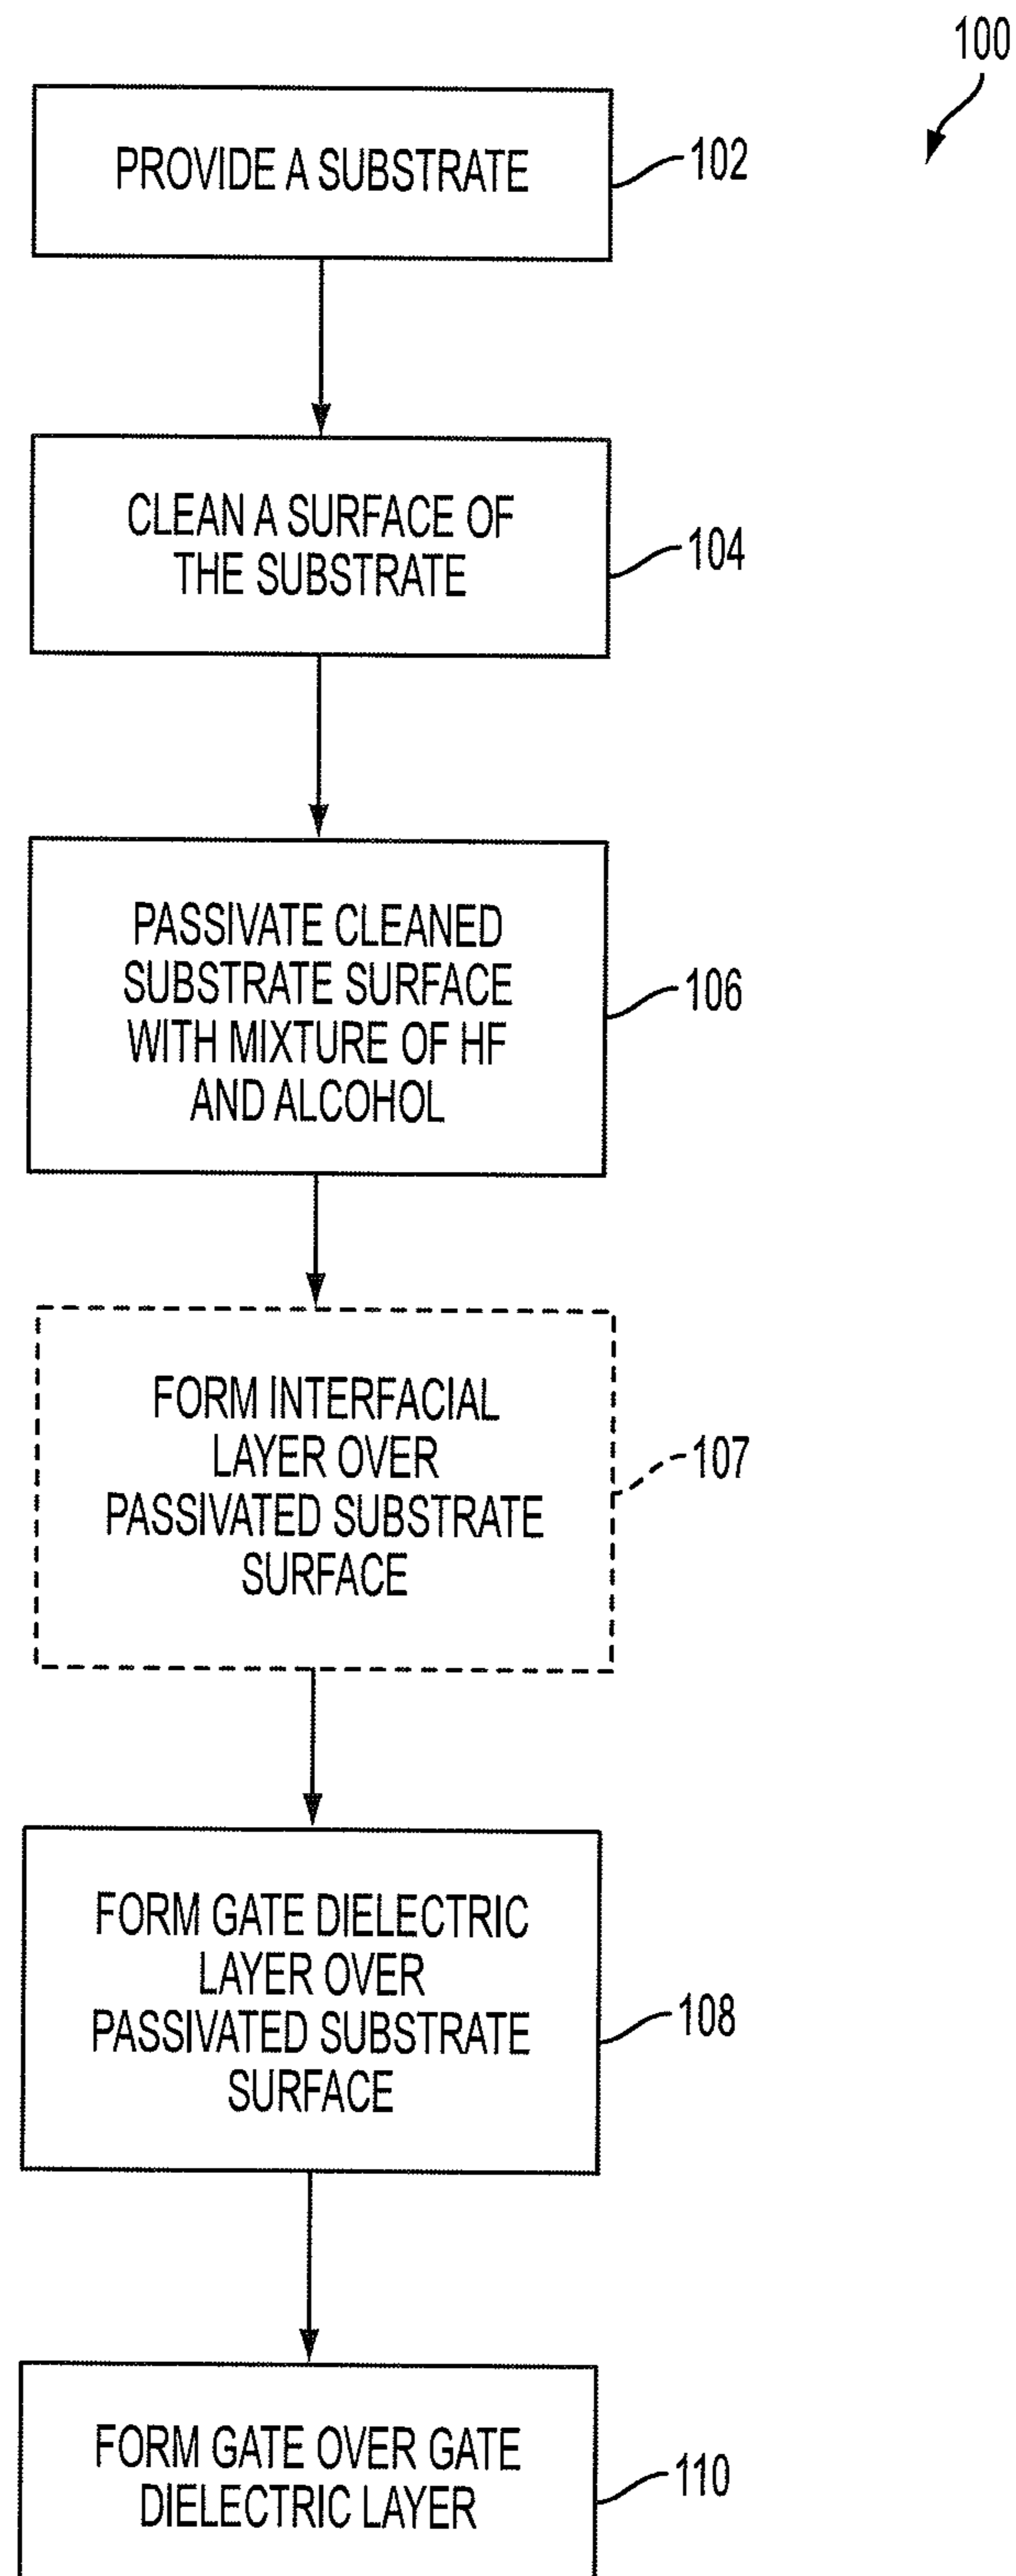 100
PROVIDE A SUBSTRATE
102
CLEAN A SURFACE OF
THE SUBSTRATE
104
PASSIVATE CLEANED
SUBSTRATE SURFACE
WITH MIXTURE OF HF
AND ALCOHOL
106
FORM INTERFACIAL
LAYER OVER
PASSIVATED SUBSTRATE
SURFACE
107
FORM GATE DIELECTRIC
LAYER OVER
PASSIVATED SUBSTRATE
SURFACE
108
FORM GATE OVER GATE
DIELECTRIC LAYER
110